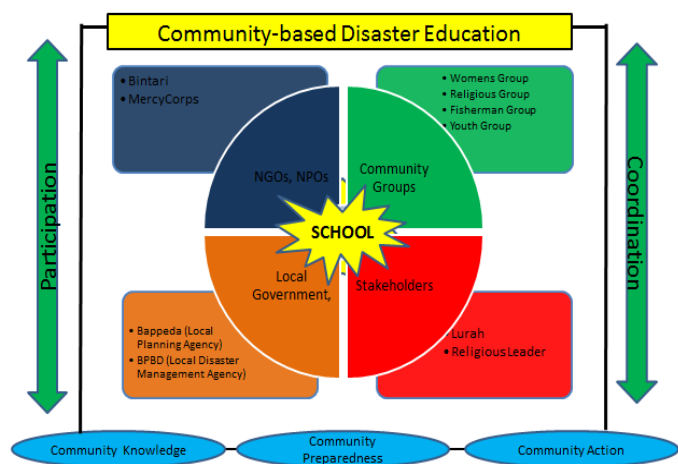 Community-based Disaster Education
Participation
• Bintari
• MercyCorps
• Womens Group
• Religious Group
• Fisherman Group
• Youth Group
Coordination
NGOs, NPOs
Community
Groups
SCHOOL
Local
Government,
Stakeholders
• Bappeda (Local
Planning Agency)
• BPBD (Local Disaster
Management Agency)
• Lurah
• Religious Leader
Community Knowledge
Community
Preparedness
Community Action